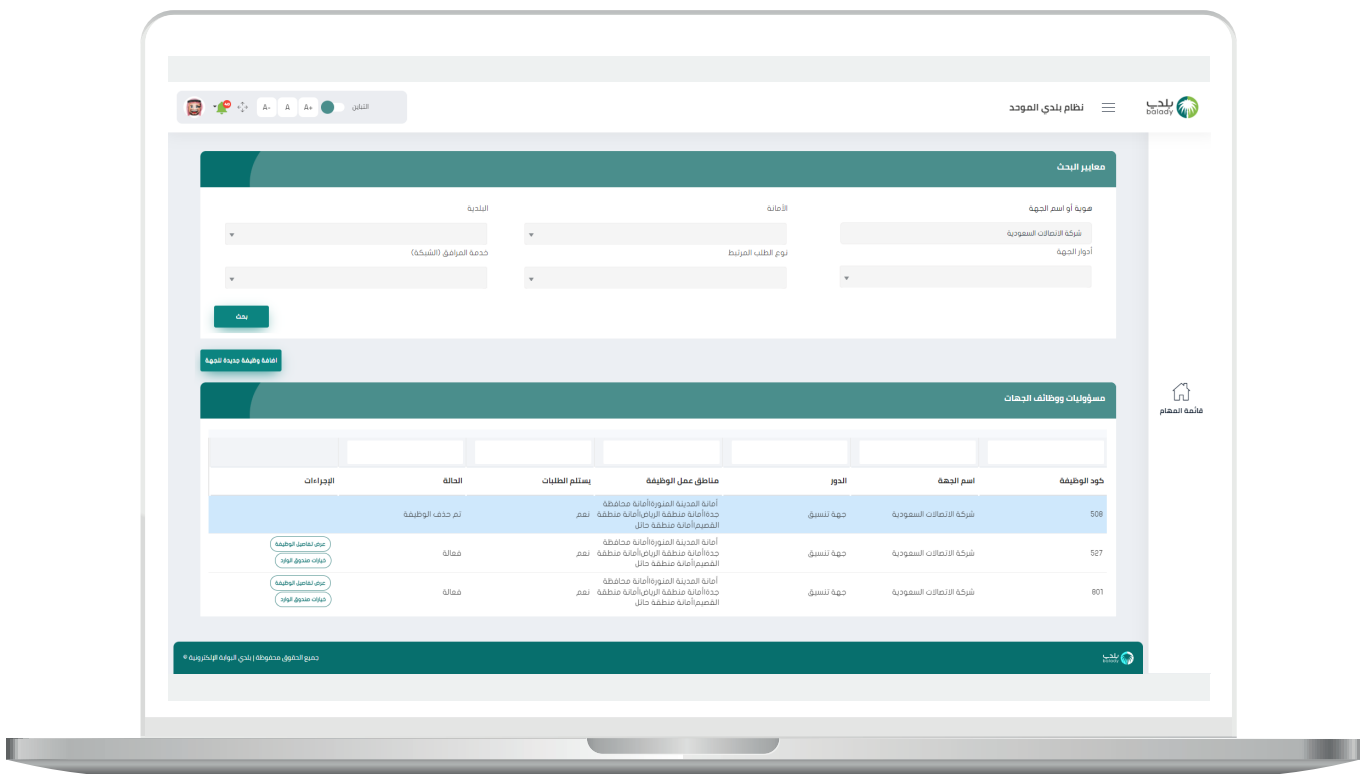 بلدي
balady
نظام بلدي الموحد
التباين
A+
A
A-
معايير البحث
هوية أو اسم الجهة
الأمانة
البلدية
شركة الاتصالات السعودية
أدوار الجهة
نوع الطلب المرتبط
خدمة المرافق (الشبكة)
بحث
اضافة وظيفة جديدة للجهة
قائمة المهام
مسؤوليات ووظائف الجهات
كود الوظيفة
اسم الجهة
الدور
مناطق عمل الوظيفة
يستلم الطلبات
الحالة
الإجراءات
508
شركة الاتصالات السعودية
جهة تنسيق
أمانة المدينة المنورة|أمانة محافظة
جدة|أمانة منطقة الرياض|أمانة منطقة
القصيم|أمانة منطقة حائل
نعم
تم حذف الوظيفة
527
شركة الاتصالات السعودية
جهة تنسيق
أمانة المدينة المنورة|أمانة محافظة
جدة|أمانة منطقة الرياض|أمانة منطقة
القصيم|أمانة منطقة حائل
نعم
فعالة
عرض تفاصيل الوظيفة
خيارات صندوق الوارد
801
شركة الاتصالات السعودية
جهة تنسيق
أمانة المدينة المنورة|أمانة محافظة
جدة|أمانة منطقة الرياض|أمانة منطقة
القصيم|أمانة منطقة حائل
نعم
فعالة
عرض تفاصيل الوظيفة
خيارات صندوق الوارد
بلدي
balady
جميع الحقوق محفوظة | بلدي البوابة الإلكترونية ©